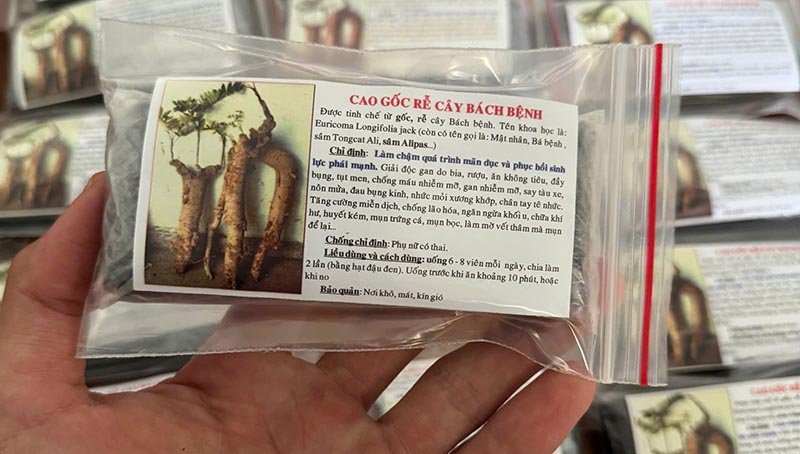 CAO GỐC RỄ CÂY BÁCH BỆNH
Được tinh chế từ gốc, rễ cây Bách bệnh. Tên khoa học là:
Euricoma Longifolia jack (còn có tên gọi là: Mật nhân, Bá bệnh,
sâm Tongcat Ali, sâm Alipas...)
Chỉ định: Làm chậm quá trình mãn dục và phục hồi sinh
lực phái mạnh. Giải độc gan do bia, rượu, ăn không tiêu, đầy
bụng, tụt men, chống máu nhiễm mỡ, gan nhiễm mỡ, say tàu xe,
nôn mửa, đau bụng kinh, nhức mỏi xương khớp, chân tay tê nhức.
Tăng cường miễn dịch, chống lão hóa, ngăn ngừa khối u, chữa khí
hư, huyết kém, mụn trứng cá, mụn bọc, làm mờ vết thâm mà mụn
để lại...
Chống chỉ định: Phụ nữ có thai.
Liều dùng và cách dùng: uống 6 - 8 viên mỗi ngày, chia làm
2 lần (bằng hạt đậu đen). Uống trước khi ăn khoảng 10 phút, hoặc
khi no
Bảo quản: Nơi khô, mát, kín gió